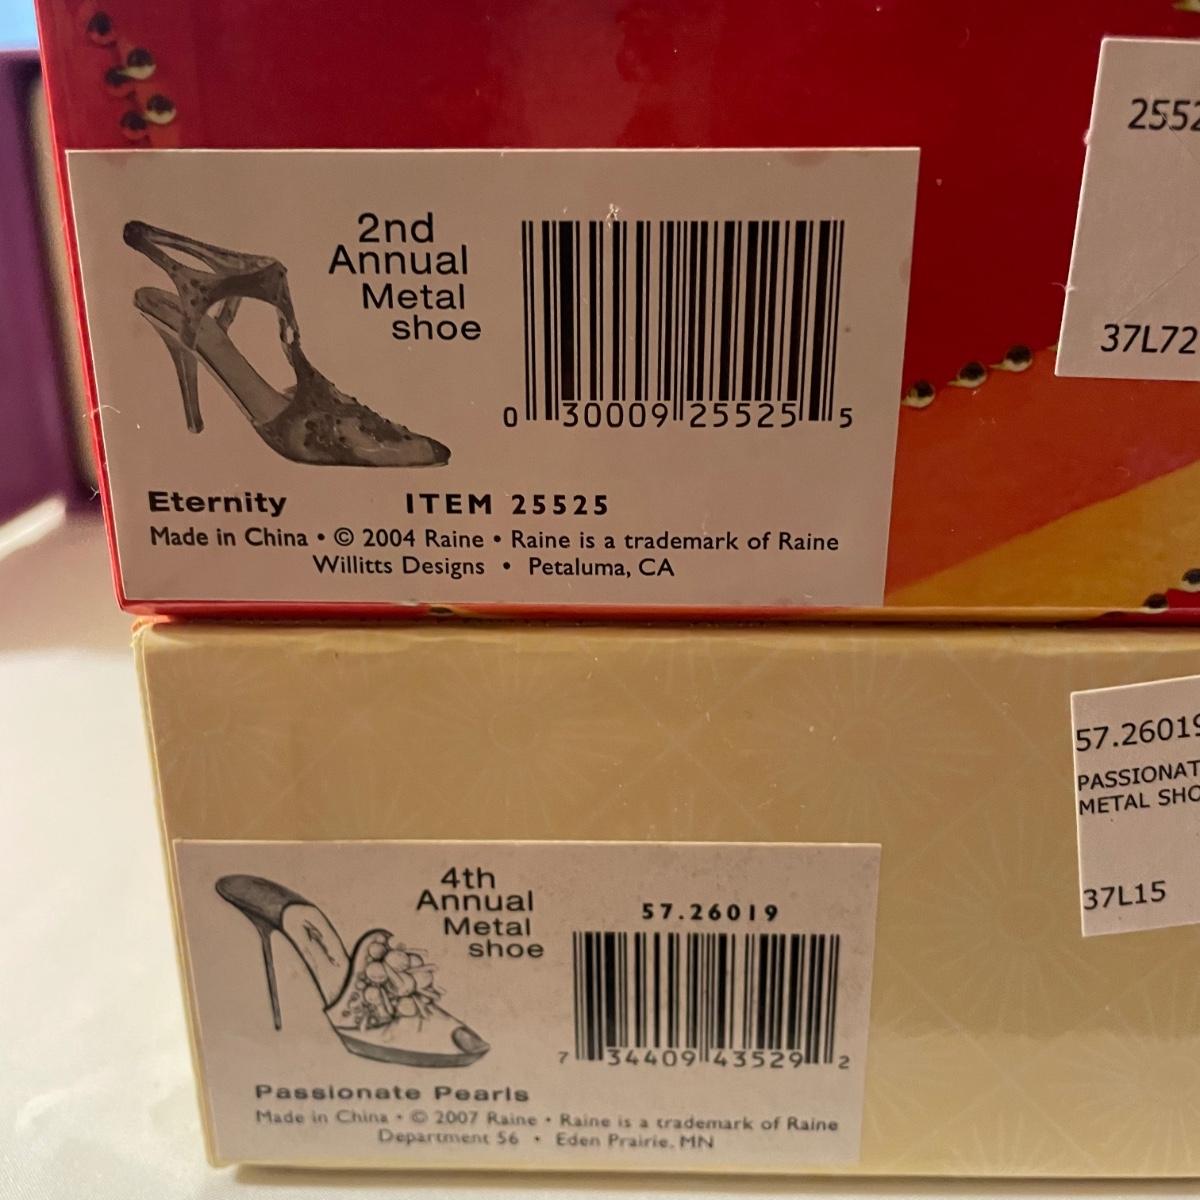 2nd
Annual
Metal
shoe
0 30009 25525 5
Eternity ITEM 25525
Made in China • © 2004 Raine • Raine is a trademark of Raine
Willitts Designs • Petaluma, CA
2552
37L72
4th
Annual
Metal
shoe
57.26019
7 34409 43529 2
Passionate Pearls
Made in China • © 2007 Raine • Raine is a trademark of Raine
Department 56 • Eden Prairie, MN
57.26019
PASSIONAT
METAL SHO
37L15